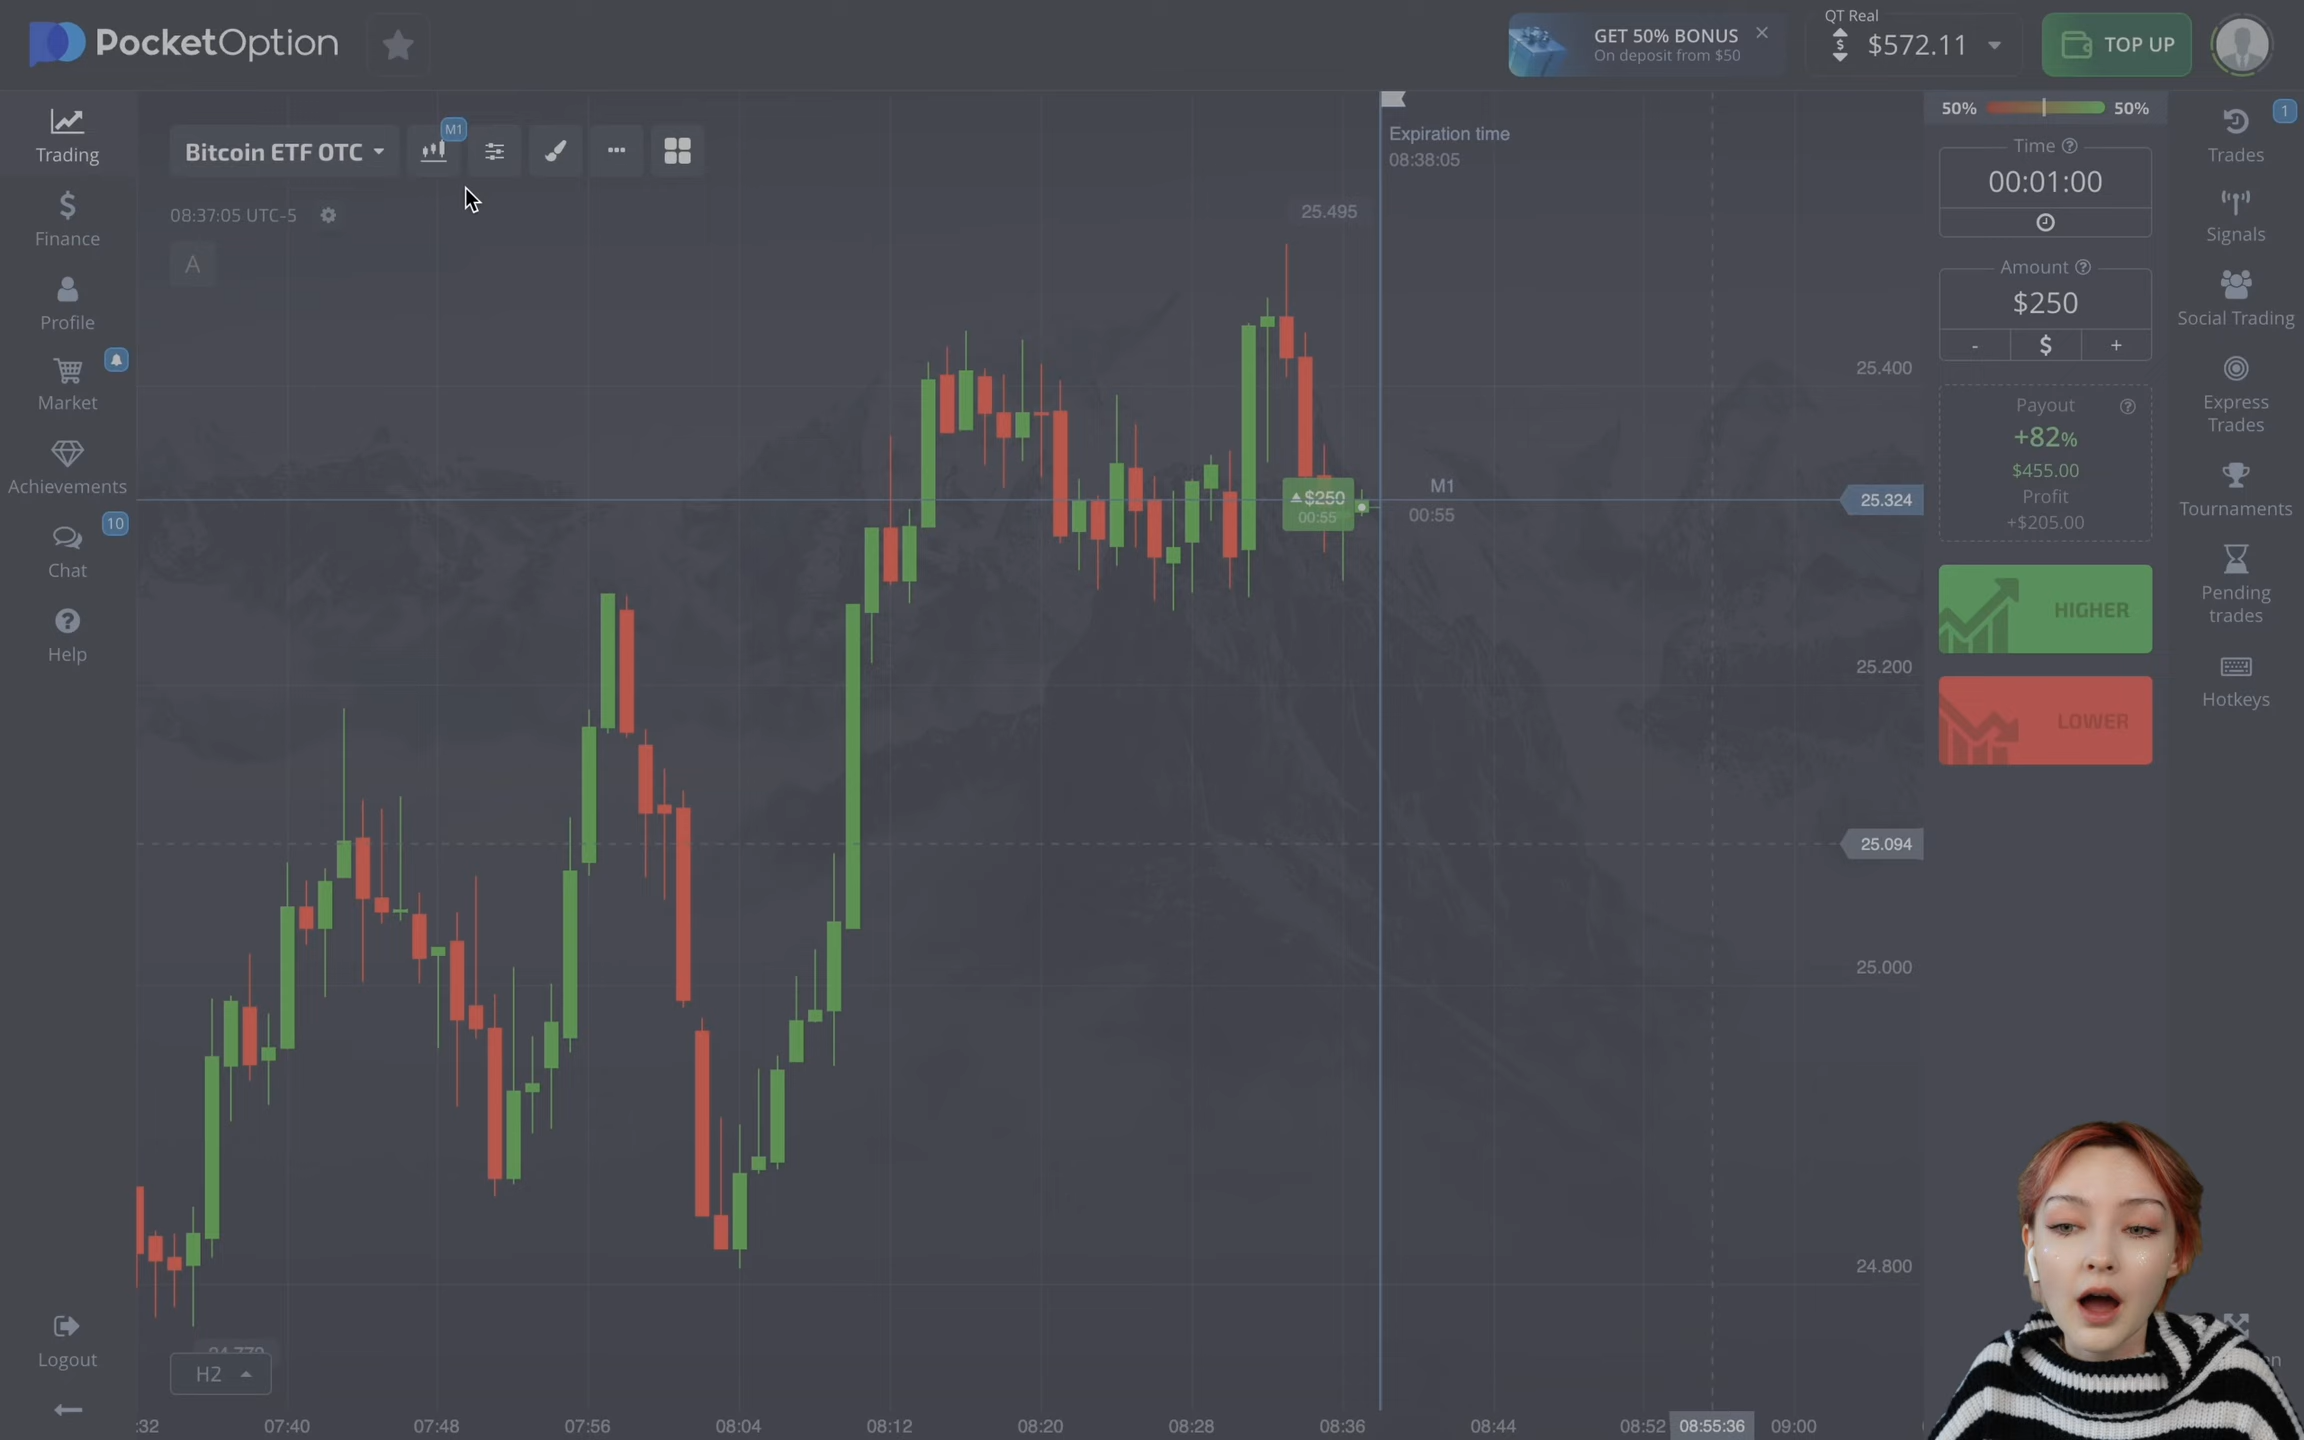 PocketOption
GET 50% BONUS
On deposit from $50
QT Real
$572.11
TOP UP
Trading
Finance
Profile
Market
Achievements
10
Chat
Help
Logout
Bitcoin ETF OTC
M1
08:37:05 UTC-5
A
Expiration time
08:38:05
25.495
25.400
25.324
25.200
25.094
25.000
24.800
$250
00:55
M1
00:55
H2
:32
07:40
07:48
07:56
08:04
08:12
08:20
08:28
08:36
08:44
08:52
08:55:36
09:00
50%
50%
Time
00:01:00
Amount
$250
- $ +
Payout
+82%
$455.00
Profit
+$205.00
HIGHER
LOWER
1
Trades
Signals
Social Trading
Express
Trades
Tournaments
Pending
trades
Hotkeys